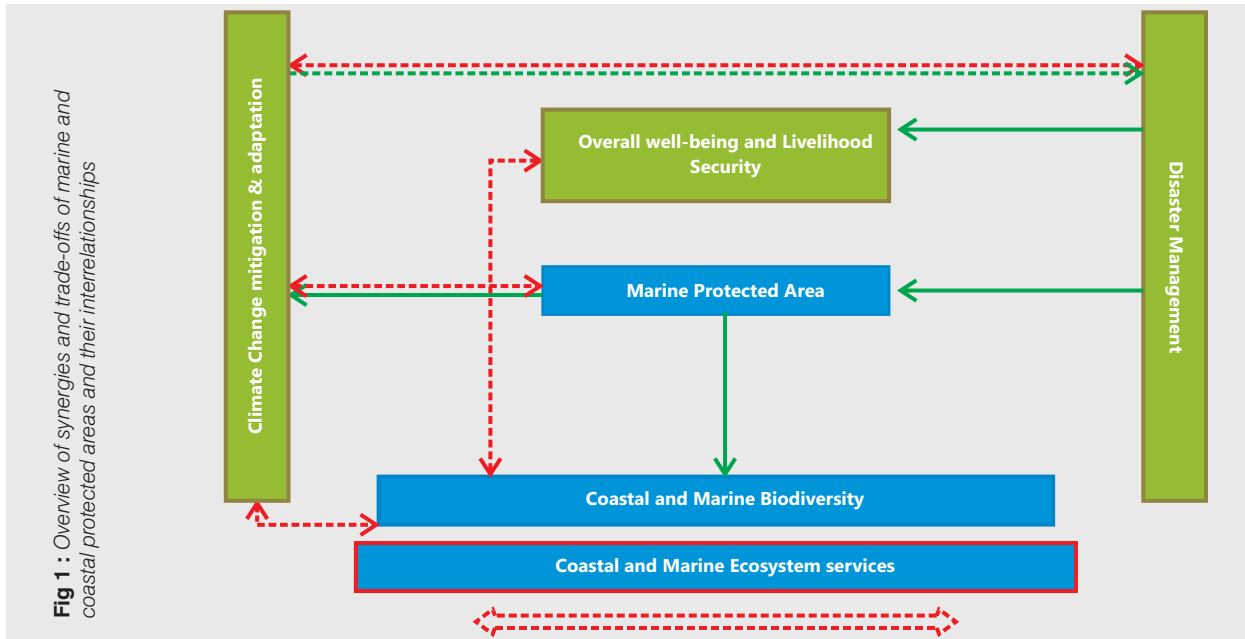 Fig 1 : Overview of synergies and trade-offs of marine and
coastal protected areas and their interrelationships
Climate Change mitigation & adaptation
Overall well-being and Livelihood
Security
Marine Protected Area
Disaster Management
Coastal and Marine Biodiversity
Coastal and Marine Ecosystem services